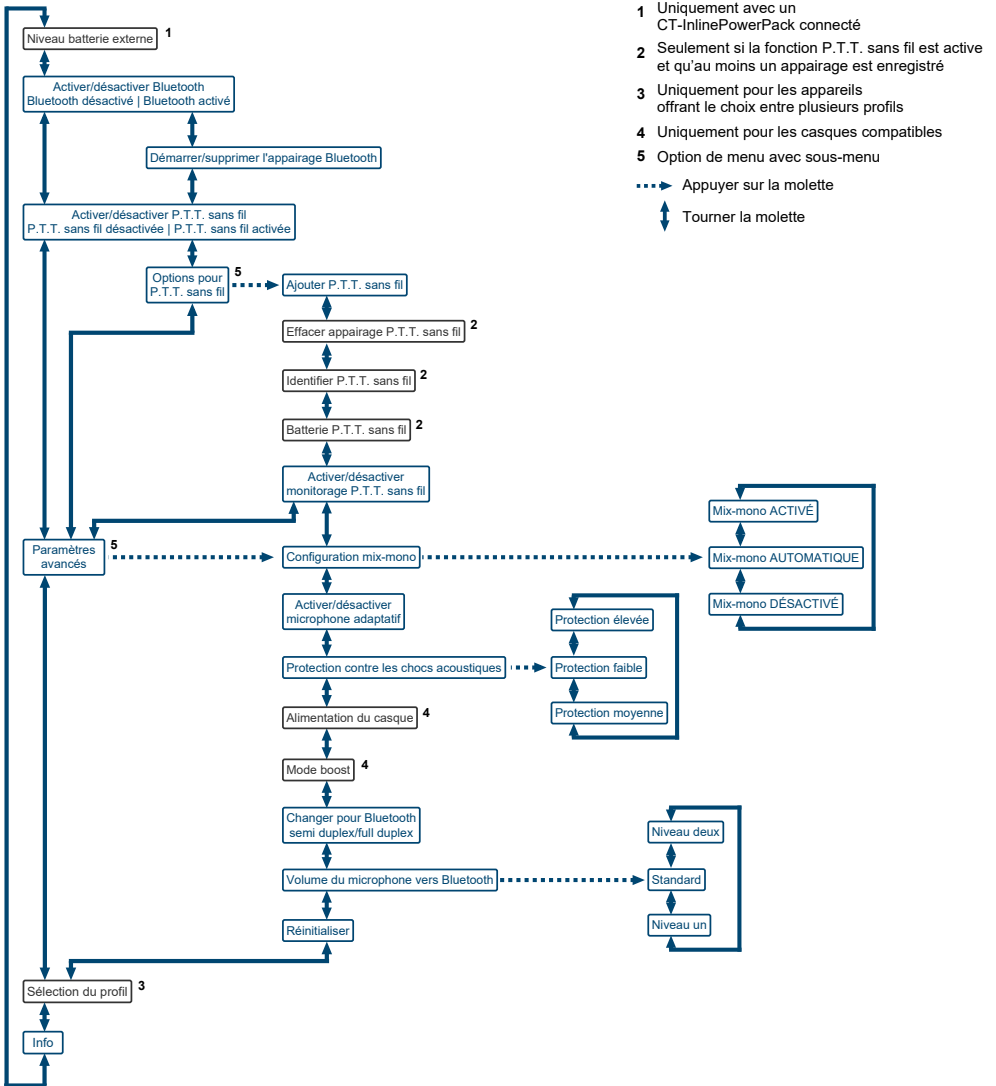 1 Uniquement avec un
CT-InlinePowerPack connecté
2 Seulement si la fonction P.T.T. sans fil est active
et qu'au moins un appairage est enregistré
3 Uniquement pour les appareils
offrant le choix entre plusieurs profils
4 Uniquement pour les casques compatibles
5 Option de menu avec sous-menu
Appuyer sur la molette
Tourner la molette
Niveau batterie externe 1
Activer/désactiver Bluetooth
Bluetooth désactivé | Bluetooth activé
Démarrer/supprimer l'appairage Bluetooth
Activer/désactiver P.T.T. sans fil
P.T.T. sans fil désactivée | P.T.T. sans fil activée
Options pour
P.T.T. sans fil
5
Ajouter P.T.T. sans fil
Effacer appairage P.T.T. sans fil 2
Identifier P.T.T. sans fil 2
Batterie P.T.T. sans fil 2
Activer/désactiver
monitorage P.T.T. sans fil
Paramètres
avancés
5
Configuration mix-mono
Mix-mono ACTIVÉ
Mix-mono AUTOMATIQUE
Mix-mono DÉSACTIVÉ
Activer/désactiver
microphone adaptatif
Protection contre les chocs acoustiques
Protection élevée
Protection faible
Protection moyenne
Alimentation du casque 4
Mode boost 4
Changer pour Bluetooth
semi duplex/full duplex
Volume du microphone vers Bluetooth
Niveau deux
Standard
Niveau un
Réinitialiser
Sélection du profil 3
Info